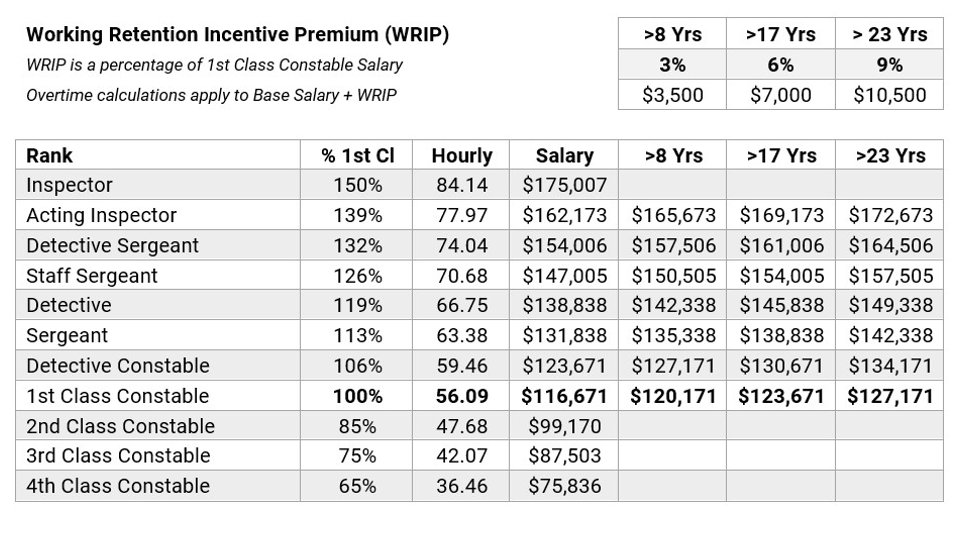 Working Retention Incentive Premium (WRIP) >8 Yrs >17 Yrs > 23 Yrs
WRIP is a percentage of 1st Class Constable Salary 3% 6% 9%
Overtime calculations apply to Base Salary + WRIP $3,500 $7,000 $10,500
Rank % 1st Cl Hourly Salary >8 Yrs >17 Yrs >23 Yrs
Inspector 150% 84.14 $175,007
Acting Inspector 139% 77.97 $162,173 $165,673 $169,173 $172,673
Detective Sergeant 132% 74.04 $154,006 $157,506 $161,006 $164,506
Staff Sergeant 126% 70.68 $147,005 $150,505 $154,005 $157,505
Detective 119% 66.75 $138,838 $142,338 $145,838 $149,338
Sergeant 113% 63.38 $131,838 $135,338 $138,838 $142,338
Detective Constable 106% 59.46 $123,671 $127,171 $130,671 $134,171
1st Class Constable 100% 56.09 $116,671 $120,171 $123,671 $127,171
2nd Class Constable 85% 47.68 $99,170
3rd Class Constable 75% 42.07 $87,503
4th Class Constable 65% 36.46 $75,836